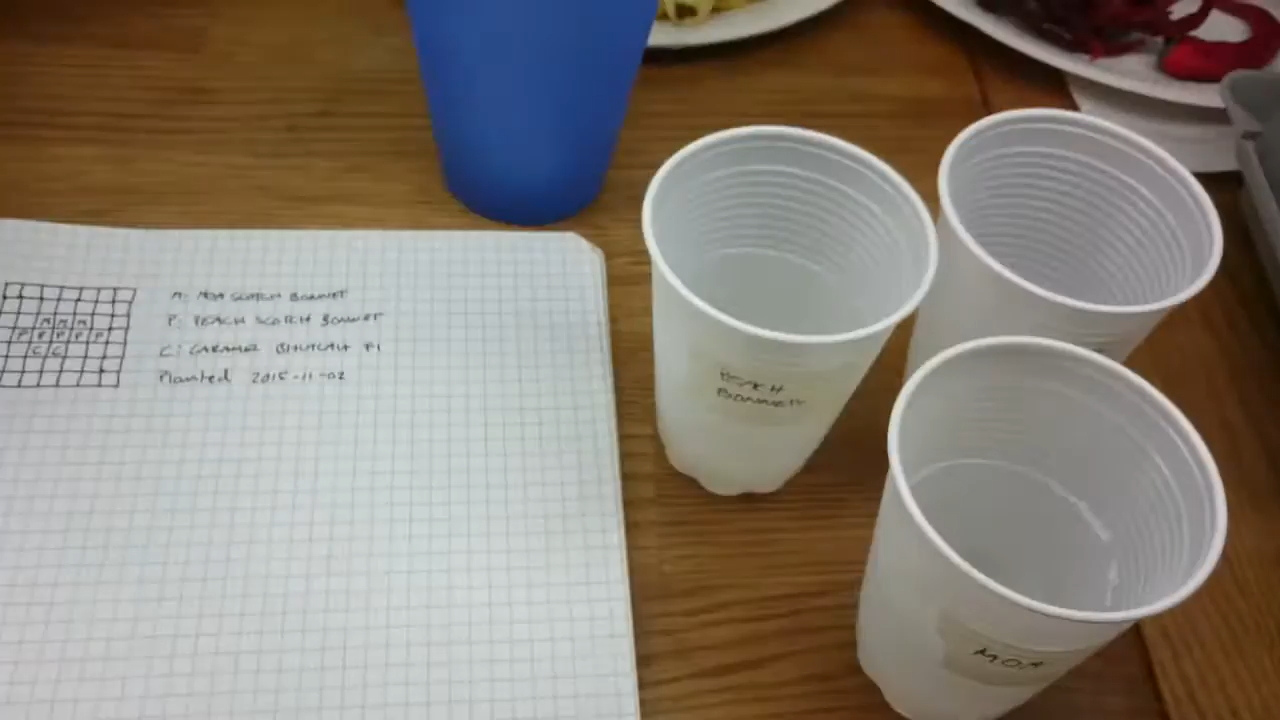 M M M
P P P P P
C C
M: MOA SCOTCH BONNET
P: PEACH SCOTCH BONNET
C: CARAMEL BHUTLAH F1
Planted 2015-11-02
PEACH
BONNET
MOA